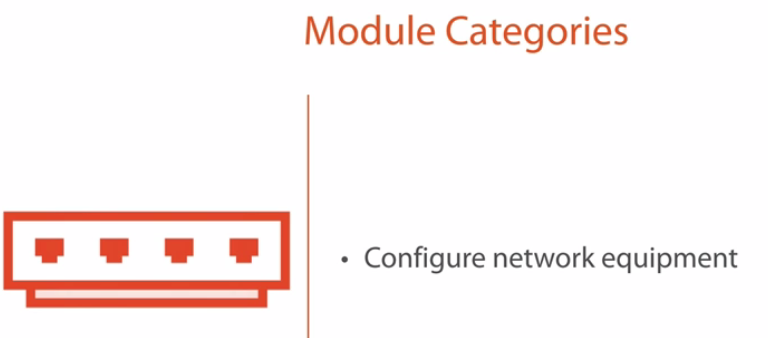 Module Categories
• Configure network equipment